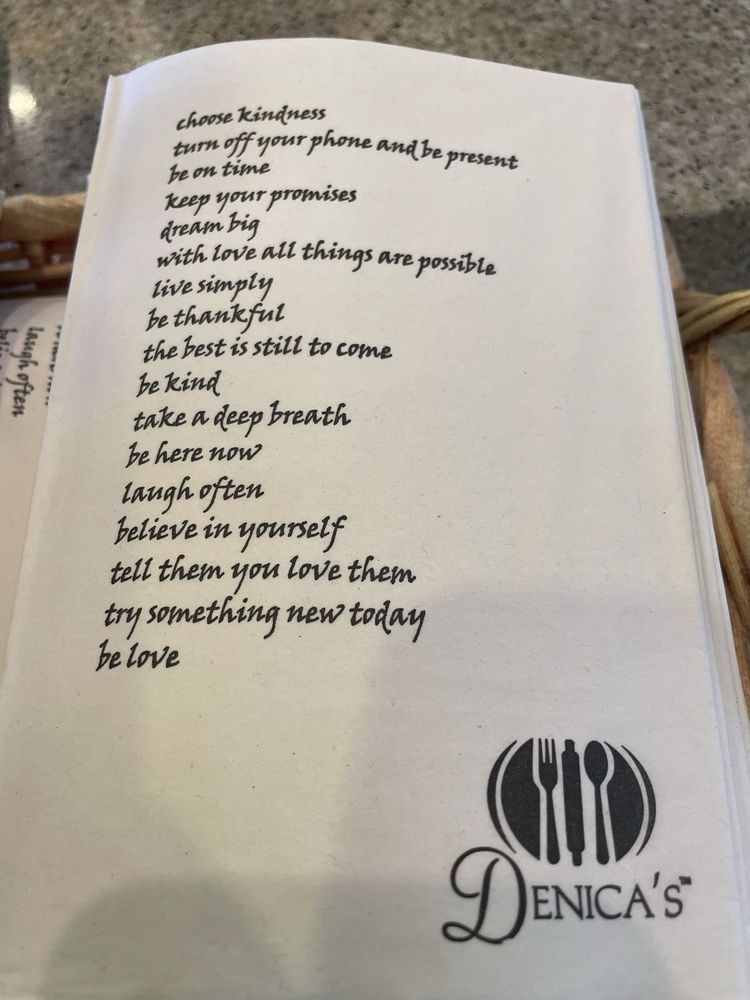 choose kindness
turn off your phone and be present
be on time
keep your promises
dream big
with love all things are possible
live simply
be thankful
the best is still to come
be kind
take a deep breath
be here now
laugh often
believe in yourself
tell them you love them
try something new today
be love
DENICA'S™
laugh often